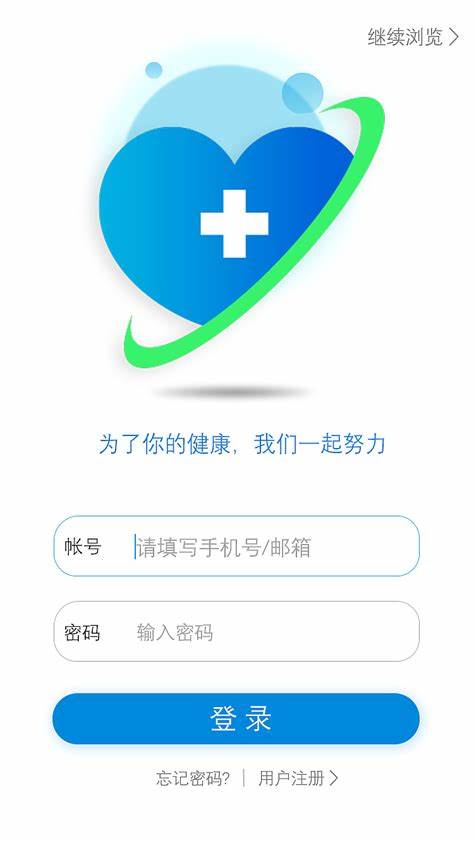 继续浏览 >
为了你的健康，我们一起努力
帐号 请填写手机号/邮箱
密码 输入密码
登录
忘记密码? | 用户注册 >